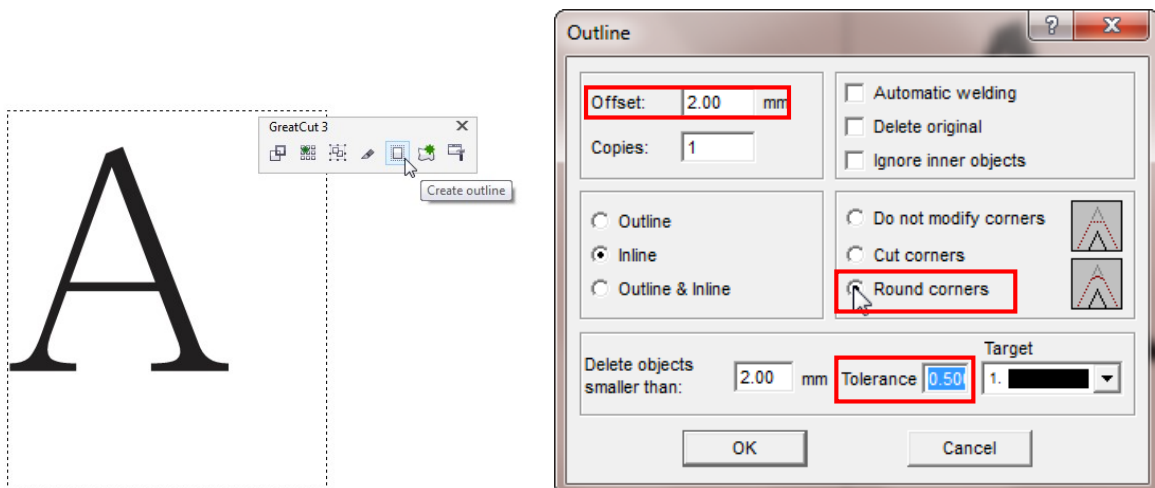 A
GreatCut 3
Create outline
Outline
Offset: 2.00 mm
Copies: 1
Automatic welding
Delete original
Ignore inner objects
Outline
Inline
Outline & Inline
Do not modify corners
Cut corners
Round corners
Delete objects
smaller than: 2.00 mm
Tolerance 0.500
Target
1.
OK
Cancel